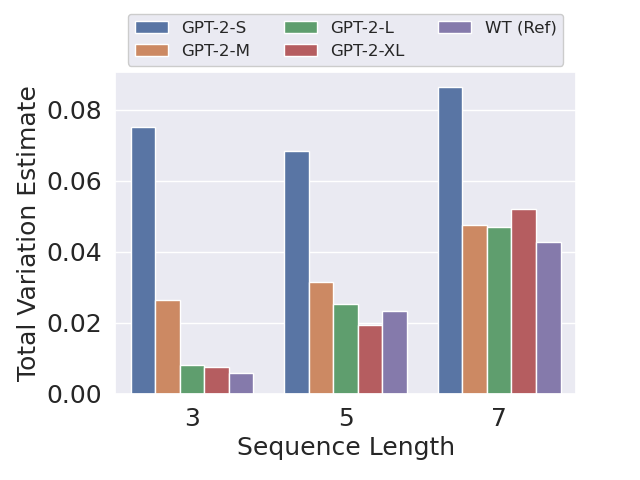 GPT-2-S GPT-2-L WT (Ref)
GPT-2-M GPT-2-XL
Total Variation Estimate
0.08
0.06
0.04
0.02
0.00
3 5 7
Sequence Length